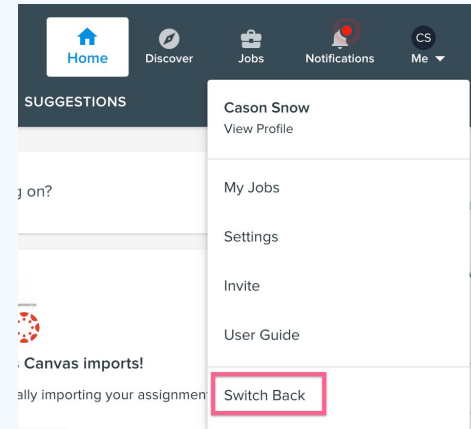 Home
Discover
Jobs
Notifications
CS
Me
SUGGESTIONS
Cason Snow
View Profile
g on?
My Jobs
Settings
Invite
User Guide
Canvas imports!
ally importing your assignmen
Switch Back